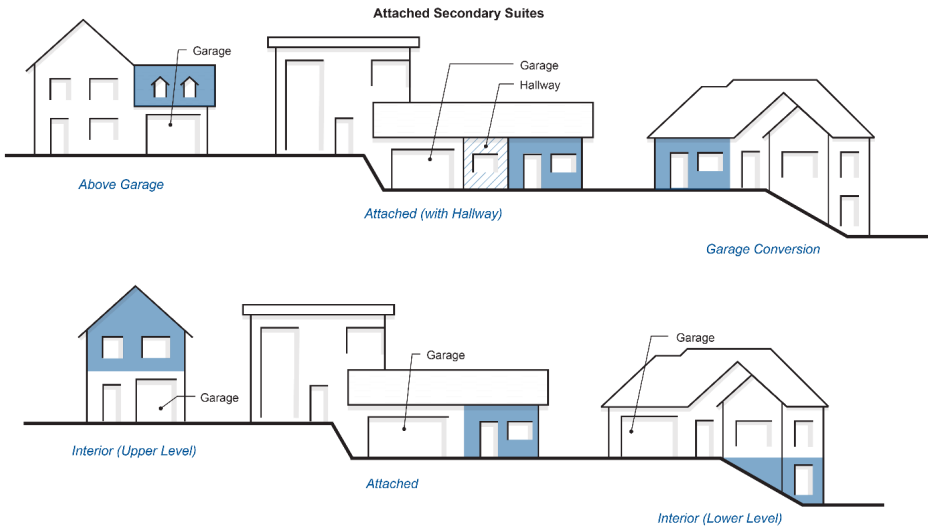 Attached Secondary Suites
Garage
Garage
Hallway
Above Garage
Attached (with Hallway)
Garage Conversion
Garage
Garage
Garage
Interior (Upper Level)
Attached
Interior (Lower Level)